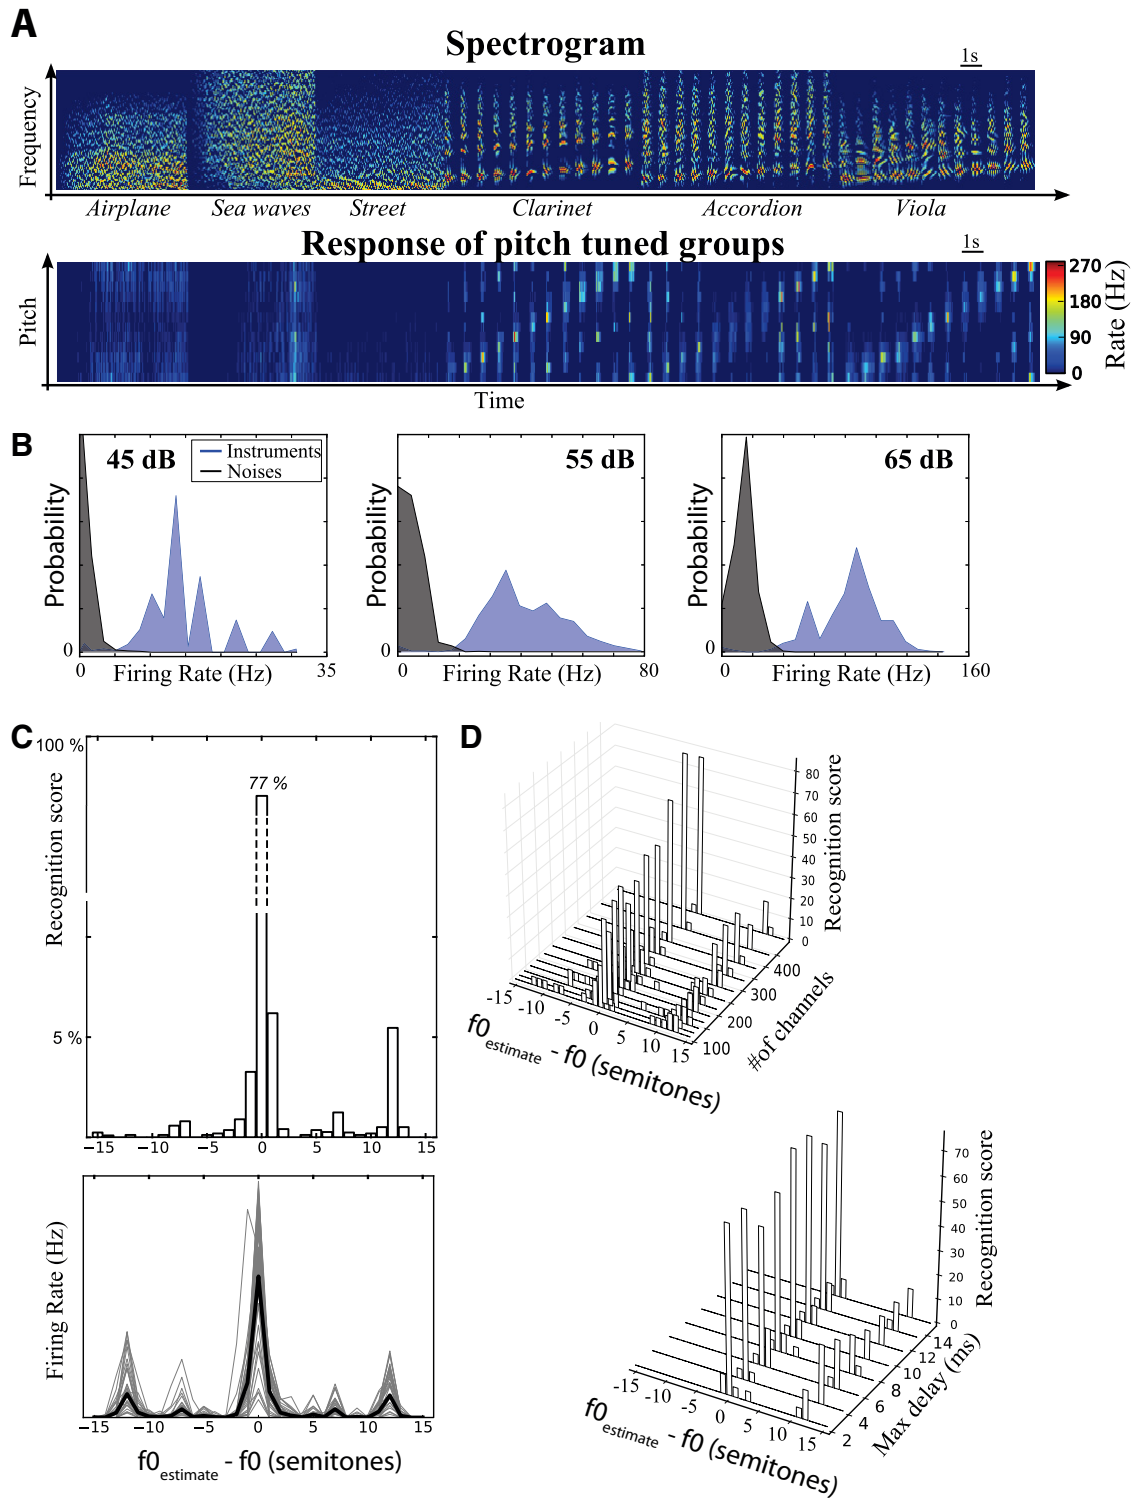 A
Spectrogram
1s
Frequency
Airplane Sea waves Street Clarinet Accordion Viola
Response of pitch tuned groups
1s
Pitch
270
180
90
0
Rate (Hz)
Time
B
45 dB
Instruments
Noises
Probability
0
0 Firing Rate (Hz) 35
55 dB
Probability
0 Firing Rate (Hz) 80
65 dB
Probability
0
0 Firing Rate (Hz) 160
C
100 %
77 %
Recognition score
5 %
−15 −10 −5 0 5 10 15
Firing Rate (Hz)
−15 −10 −5 0 5 10 15
f0estimate - f0 (semitones)
D
80
70
60
50
40
30
20
10
0
Recognition score
400
300
200
100
#of channels
-15 -10 -5 0 5 10 15
f0estimate - f0 (semitones)
70
60
50
40
30
20
10
0
Recognition score
14
12
10
8
6
4
2
Max delay (ms)
-15 -10 -5 0 5 10 15
f0estimate - f0 (semitones)